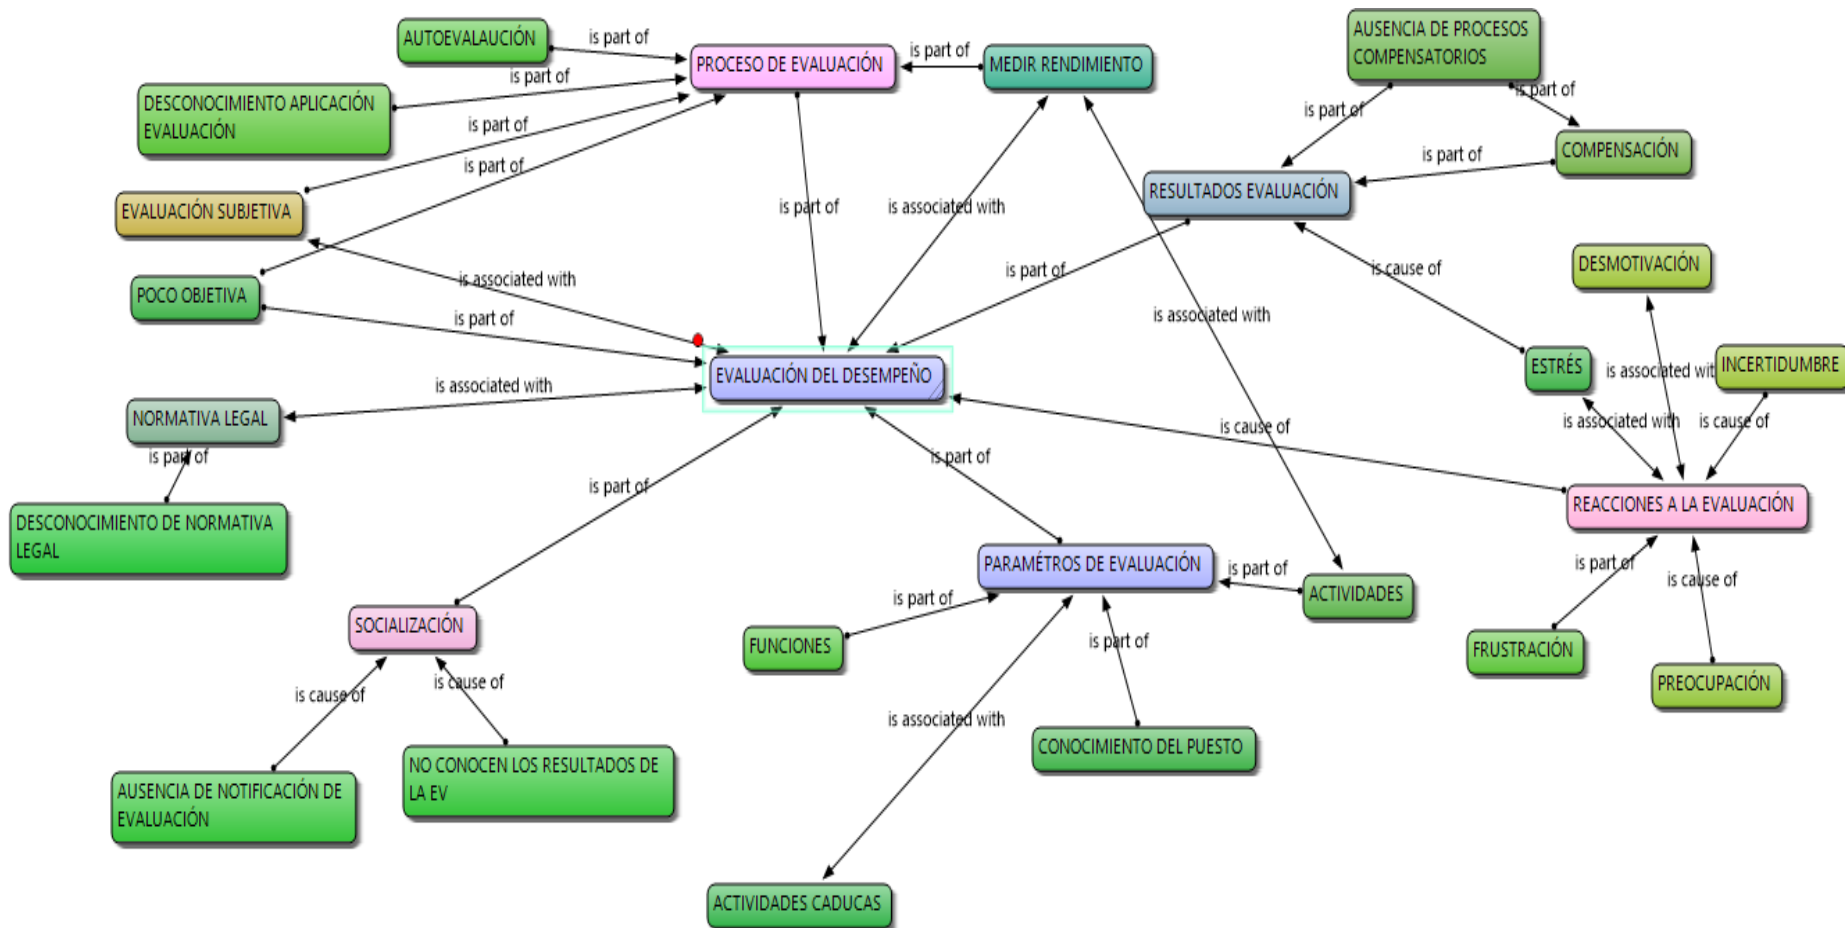 AUTOEVALAUCIÓN
is part of
PROCESO DE EVALUACIÓN
is part of
MEDIR RENDIMIENTO
AUSENCIA DE PROCESOS
COMPENSATORIOS
is part of
DESCONOCIMIENTO APLICACIÓN
EVALUACIÓN
is part of
is part of
is part of
is part of
COMPENSACIÓN
is part of
is part of
RESULTADOS EVALUACIÓN
EVALUACIÓN SUBJETIVA
is part of
is associated with
is associated with
is part of
is cause of
DESMOTIVACIÓN
POCO OBJETIVA
is part of
is associated with
EVALUACIÓN DEL DESEMPEÑO
ESTRÉS
is associated wit
INCERTIDUMBRE
is associated with
NORMATIVA LEGAL
is cause of
is associated with
is cause of
is part of
is part of
is part of
REACCIONES A LA EVALUACIÓN
DESCONOCIMIENTO DE NORMATIVA
LEGAL
PARAMÉTROS DE EVALUACIÓN
is part of
is part of
is cause of
ACTIVIDADES
is part of
SOCIALIZACIÓN
FUNCIONES
is part of
FRUSTRACIÓN
PREOCUPACIÓN
is cause of
is cause of
is associated with
CONOCIMIENTO DEL PUESTO
NO CONOCEN LOS RESULTADOS DE
LA EV
AUSENCIA DE NOTIFICACIÓN DE
EVALUACIÓN
ACTIVIDADES CADUCAS